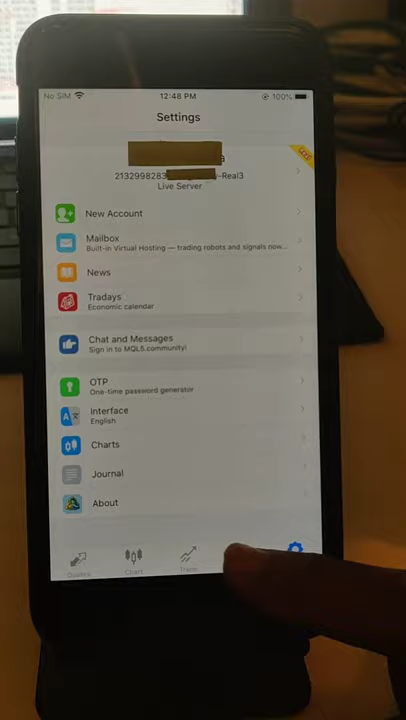 No SIM 12:48 PM 100%
Settings
2132998283 -Real3
Live Server
New Account
Mailbox
Built-in Virtual Hosting — trading robots and signals now...
News
Tradays
Economic calendar
Chat and Messages
Sign in to MQL5.community!
OTP
One-time password generator
Interface
English
Charts
Journal
About
Quotes Chart Trade